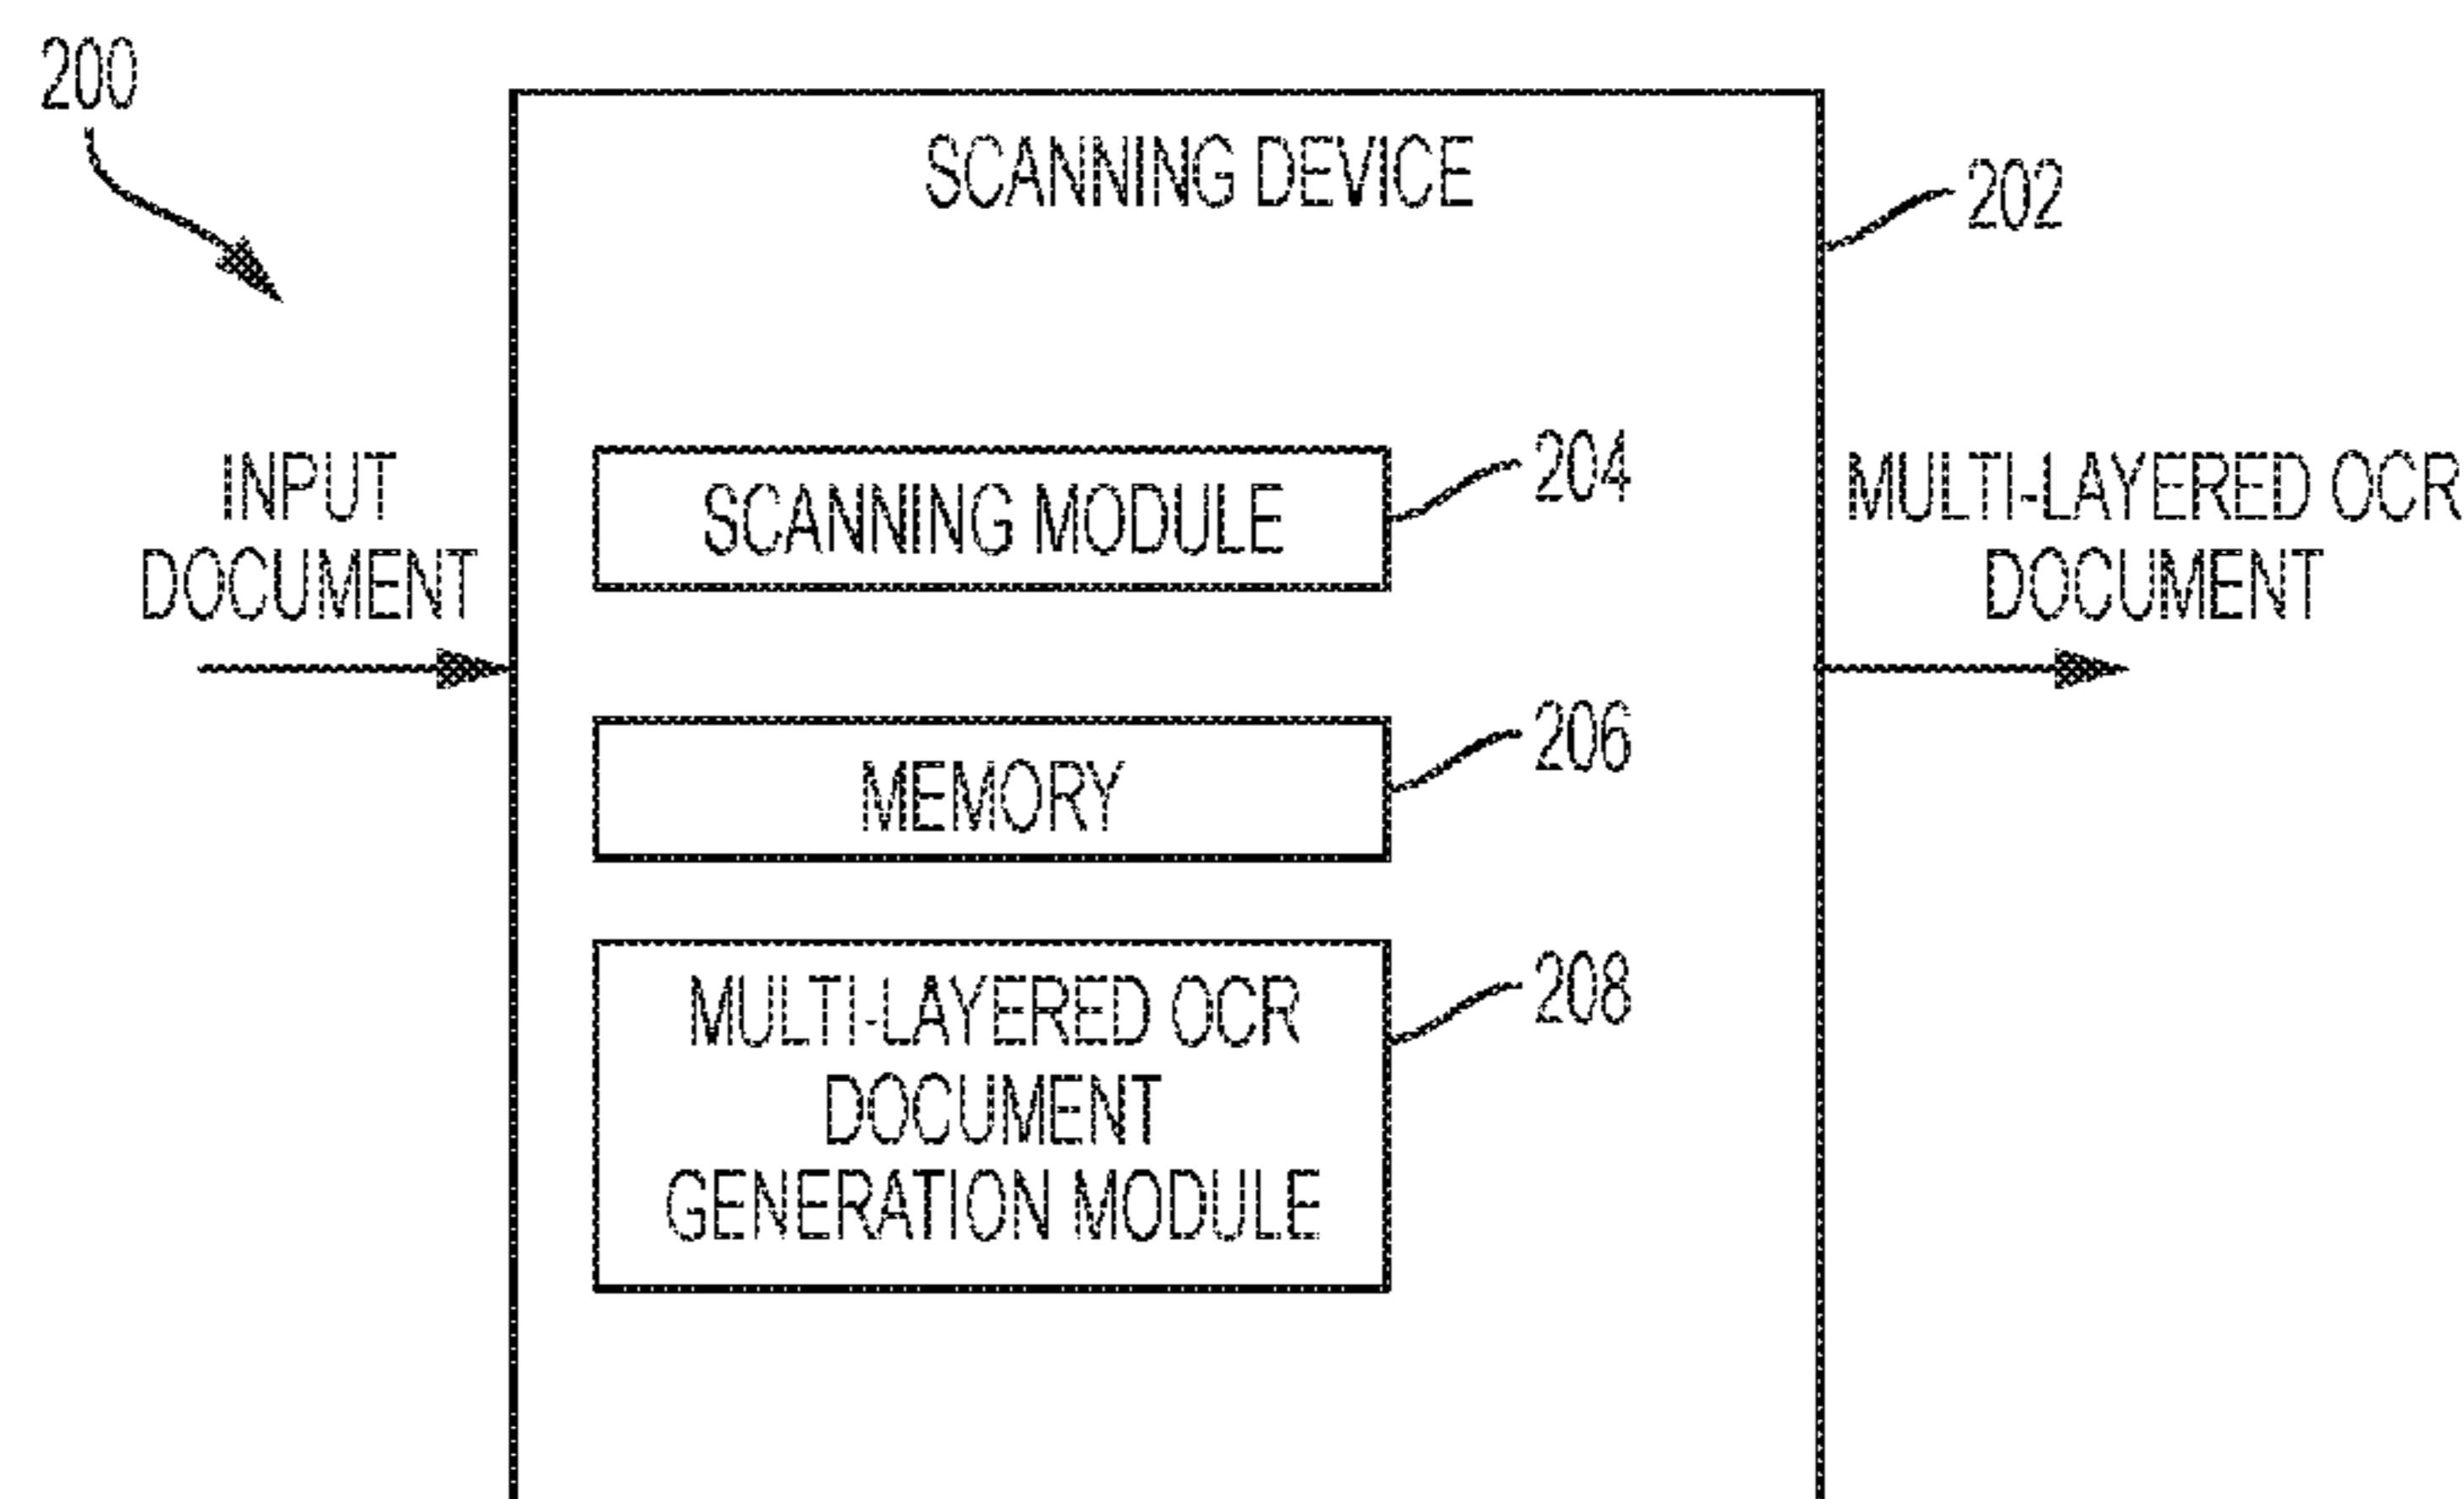 200
SCANNING DEVICE
202
INPUT
DOCUMENT
SCANNING MODULE
204
MULTI-LAYERED OCR
DOCUMENT
MEMORY
206
MULTI-LAYERED OCR
DOCUMENT
GENERATION MODULE
208